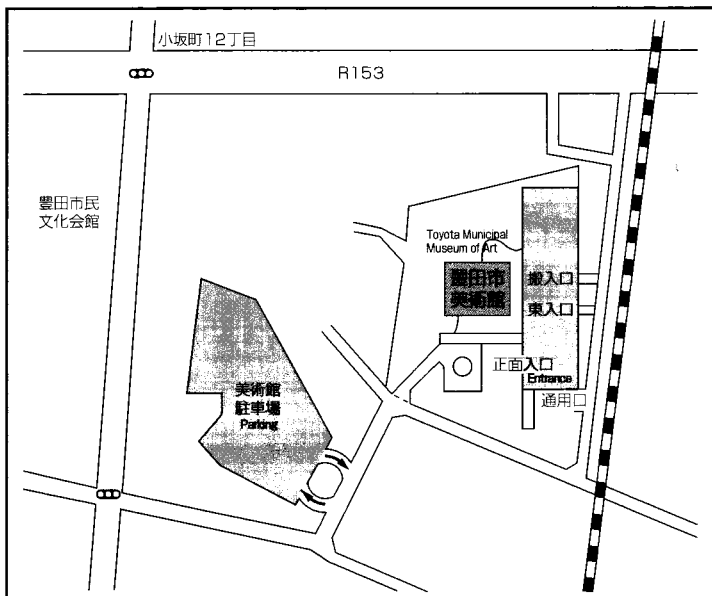 小坂町12丁目
R153
豊田市民
文化会館
Toyota Municipal
Museum of Art
豊田市
美術館
搬入口
東入口
正面入口
Entrance
通用口
美術館
駐車場
Parking